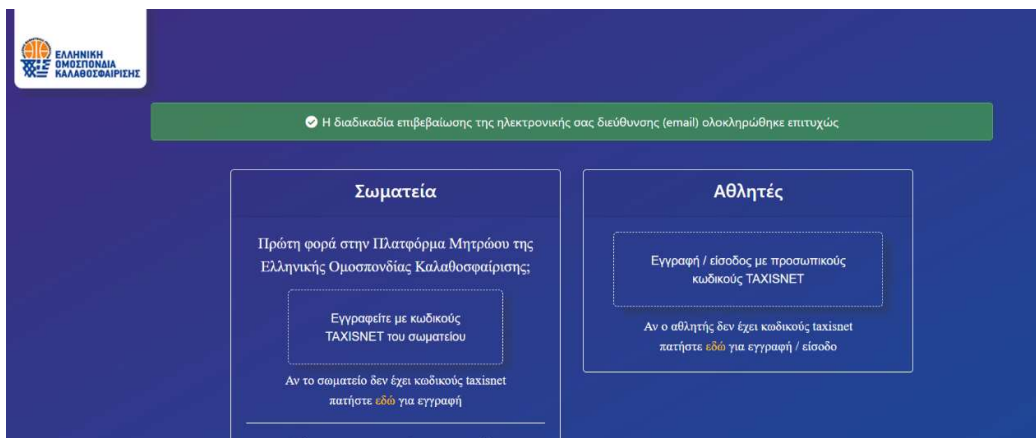 ΕΛΛΗΝΙΚΗ
ΟΜΟΣΠΟΝΔΙΑ
ΚΑΛΑΘΟΣΦΑΙΡΙΣΗΣ
Η διαδικαδία επιβεβαίωσης της ηλεκτρονικής σας διεύθυνσης (email) ολοκληρώθηκε επιτυχώς
Σωματεία
Πρώτη φορά στην Πλατφόρμα Μητρώου της
Ελληνικής Ομοσπονδίας Καλαθοσφαίρισης;
Εγγραφείτε με κωδικούς
TAXISNET του σωματείου
Αν το σωματείο δεν έχει κωδικούς taxisnet
πατήστε εδώ για εγγραφή
Αθλητές
Εγγραφή / είσοδος με προσωπικούς
κωδικούς TAXISNET
Αν ο αθλητής δεν έχει κωδικούς taxisnet
πατήστε εδώ για εγγραφή / είσοδο